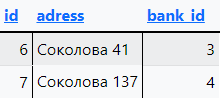 id adress bank_id
6 Соколова 41 3
7 Соколова 137 4